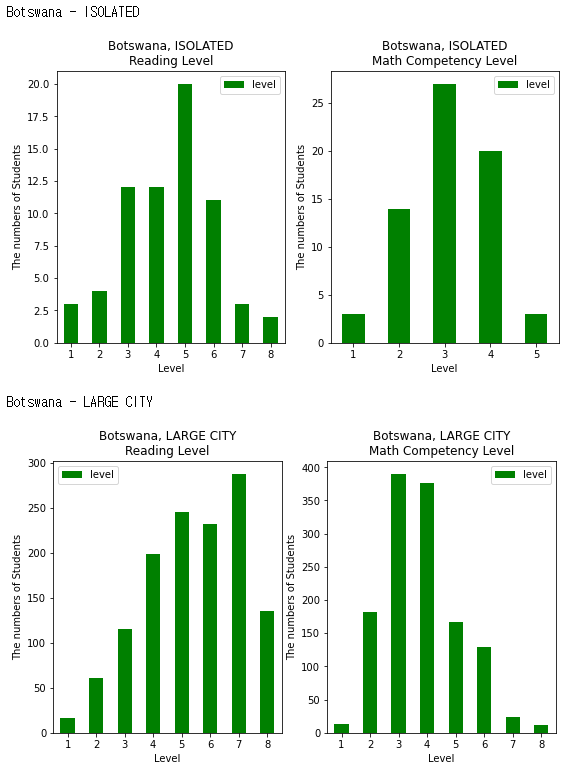 Botswana - ISOLATED
Botswana, ISOLATED
Reading Level
The numbers of Students
20.0
17.5
15.0
12.5
10.0
7.5
5.0
2.5
0.0
level
1 2 3 4 5 6 7 8
Level
Botswana, ISOLATED
Math Competency Level
The numbers of Students
25
20
15
10
5
0
level
1 2 3 4 5
Level
Botswana - LARGE CITY
Botswana, LARGE CITY
Reading Level
The numbers of Students
300
250
200
150
100
50
0
level
1 2 3 4 5 6 7 8
Level
Botswana, LARGE CITY
Math Competency Level
The numbers of Students
400
350
300
250
200
150
100
50
0
level
1 2 3 4 5 6 7 8
Level